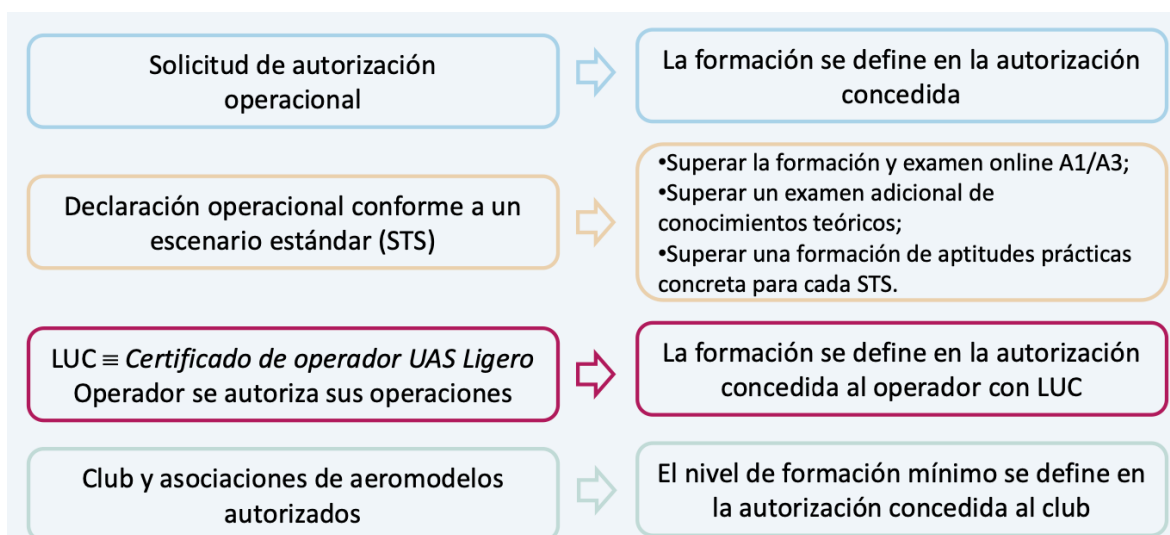 Solicitud de autorización
operacional
La formación se define en la autorización
concedida
Declaración operacional conforme a un
escenario estándar (STS)
•Superar la formación y examen online A1/A3;
•Superar un examen adicional de
conocimientos teóricos;
•Superar una formación de aptitudes prácticas
concreta para cada STS.
LUC ≡ Certificado de operador UAS Ligero
Operador se autoriza sus operaciones
La formación se define en la autorización
concedida al operador con LUC
Club y asociaciones de aeromodelos
autorizados
El nivel de formación mínimo se define en
la autorización concedida al club